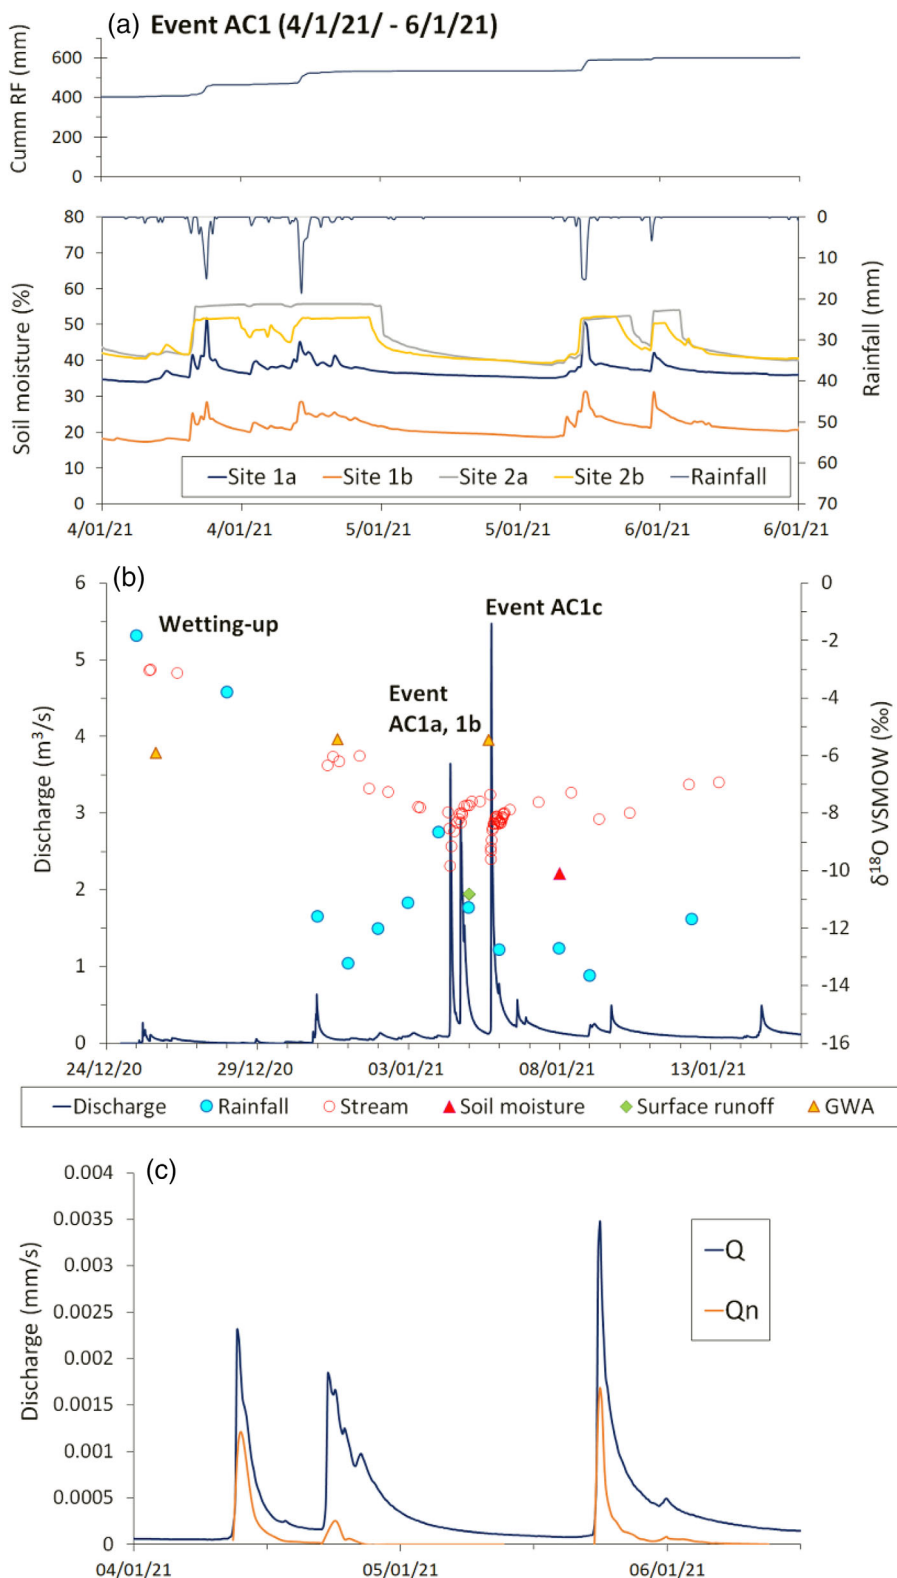 (a) Event AC1 (4/1/21/ - 6/1/21)
Cumm RF (mm)
600
400
200
0
Soil moisture (%)
80
70
60
50
40
30
20
10
0
Rainfall (mm)
0
10
20
30
40
50
60
70
Site 1a Site 1b Site 2a Site 2b Rainfall
4/01/21 4/01/21 5/01/21 5/01/21 6/01/21 6/01/21
(b)
Discharge (m³/s)
6
5
4
3
2
1
0
Wetting-up
Event AC1c
Event
AC1a, 1b
δ¹⁸O VSMOW (‰)
0
-2
-4
-6
-8
-10
-12
-14
-16
24/12/20 29/12/20 03/01/21 08/01/21 13/01/21
Discharge Rainfall Stream Soil moisture Surface runoff GWA
(c)
Discharge (mm/s)
0.004
0.0035
0.003
0.0025
0.002
0.0015
0.001
0.0005
0
Q
Qn
04/01/21 05/01/21 06/01/21